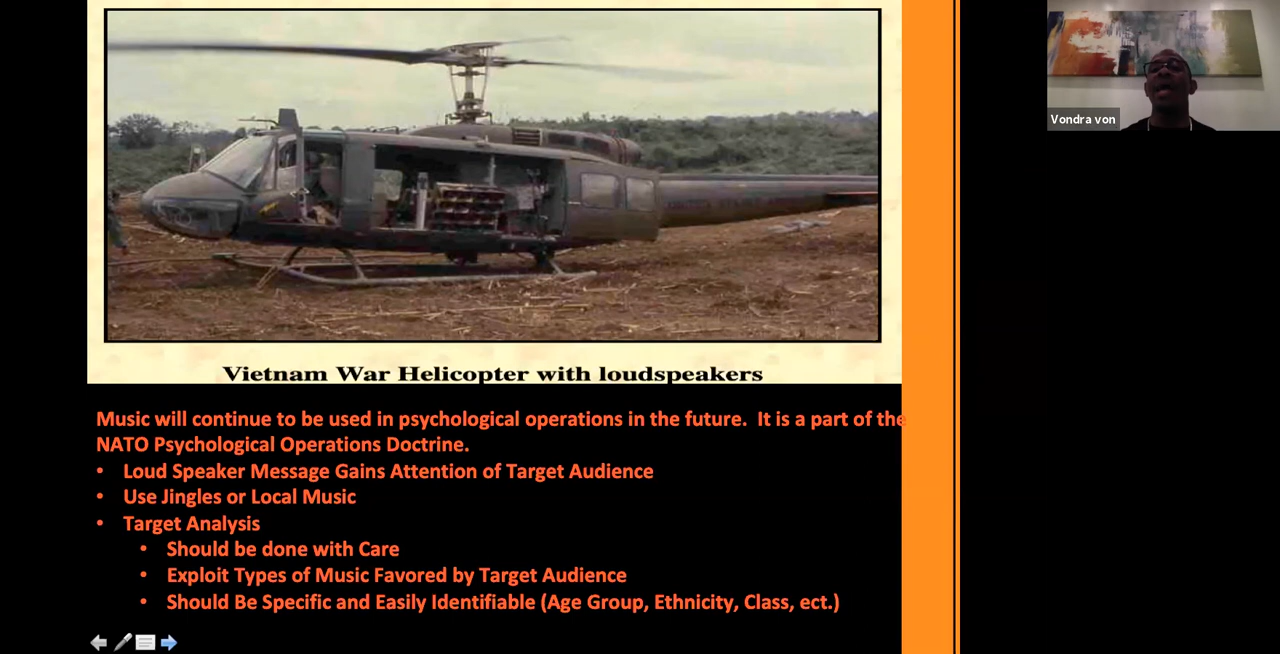 Vondra von
Vietnam War Helicopter with loudspeakers
Music will continue to be used in psychological operations in the future.  It is a part of the
NATO Psychological Operations Doctrine.
• Loud Speaker Message Gains Attention of Target Audience
• Use Jingles or Local Music
• Target Analysis
• Should be done with Care
• Exploit Types of Music Favored by Target Audience
• Should Be Specific and Easily Identifiable (Age Group, Ethnicity, Class, ect.)